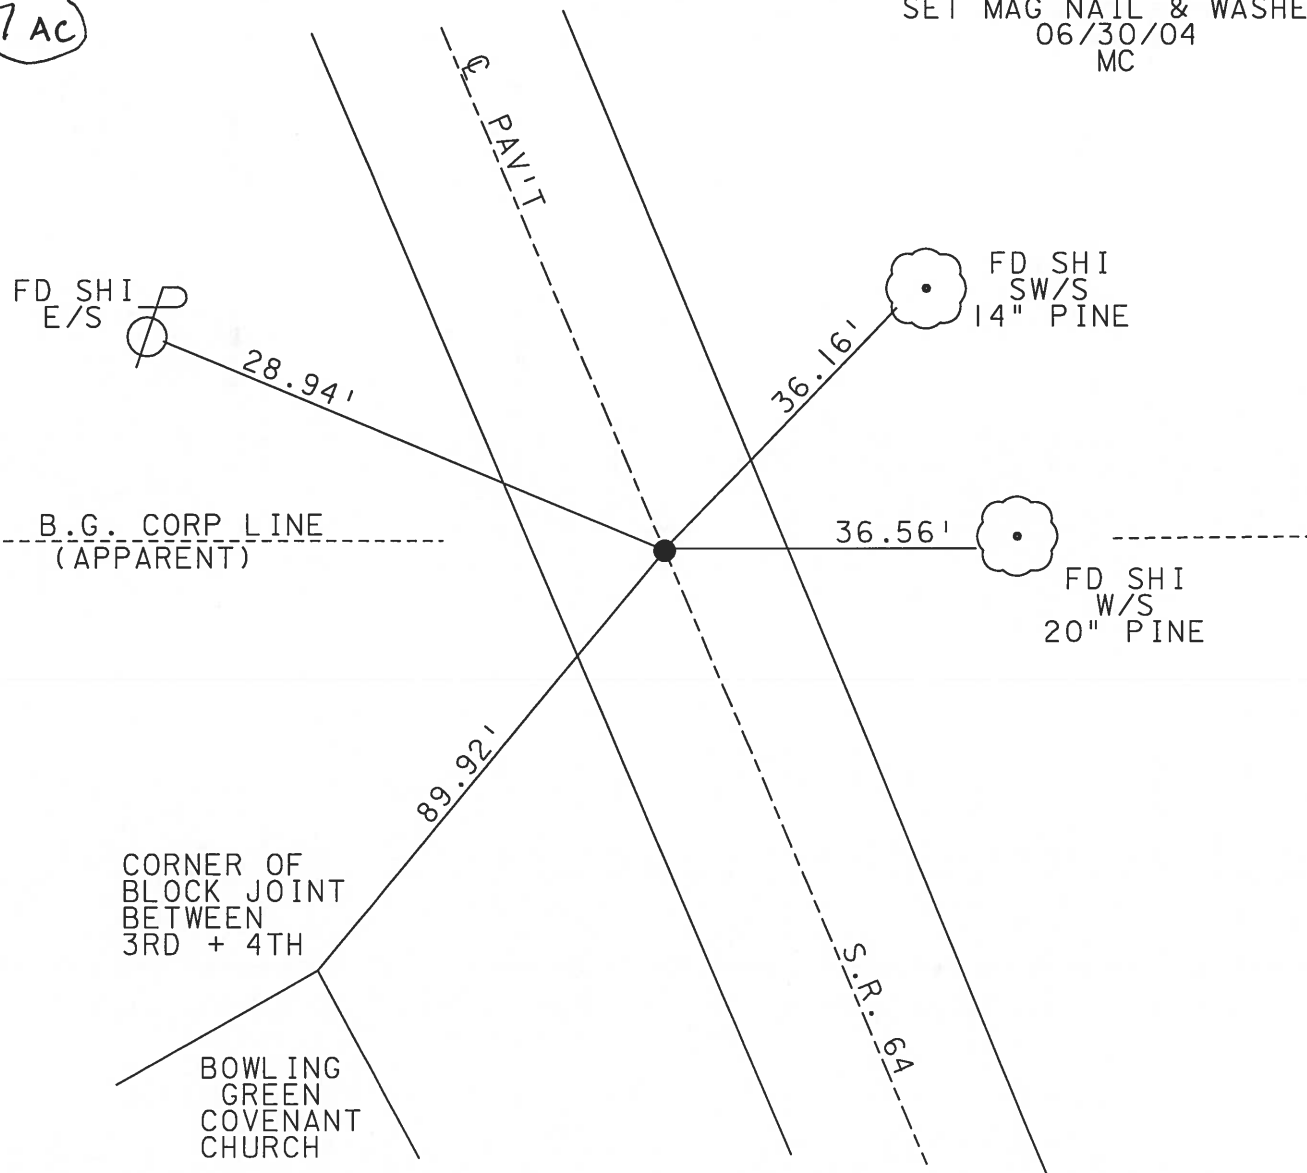 AC
SET MAG NAIL & WASHE
06/30/04
MC
℄ PAV'T
FD SHI
E/S
28.94'
FD SHI
SW/S
14" PINE
36.16'
B.G. CORP LINE
(APPARENT)
36.56'
FD SHI
W/S
20" PINE
89.92'
CORNER OF
BLOCK JOINT
BETWEEN
3RD + 4TH
S.R. 64
BOWLING
GREEN
COVENANT
CHURCH